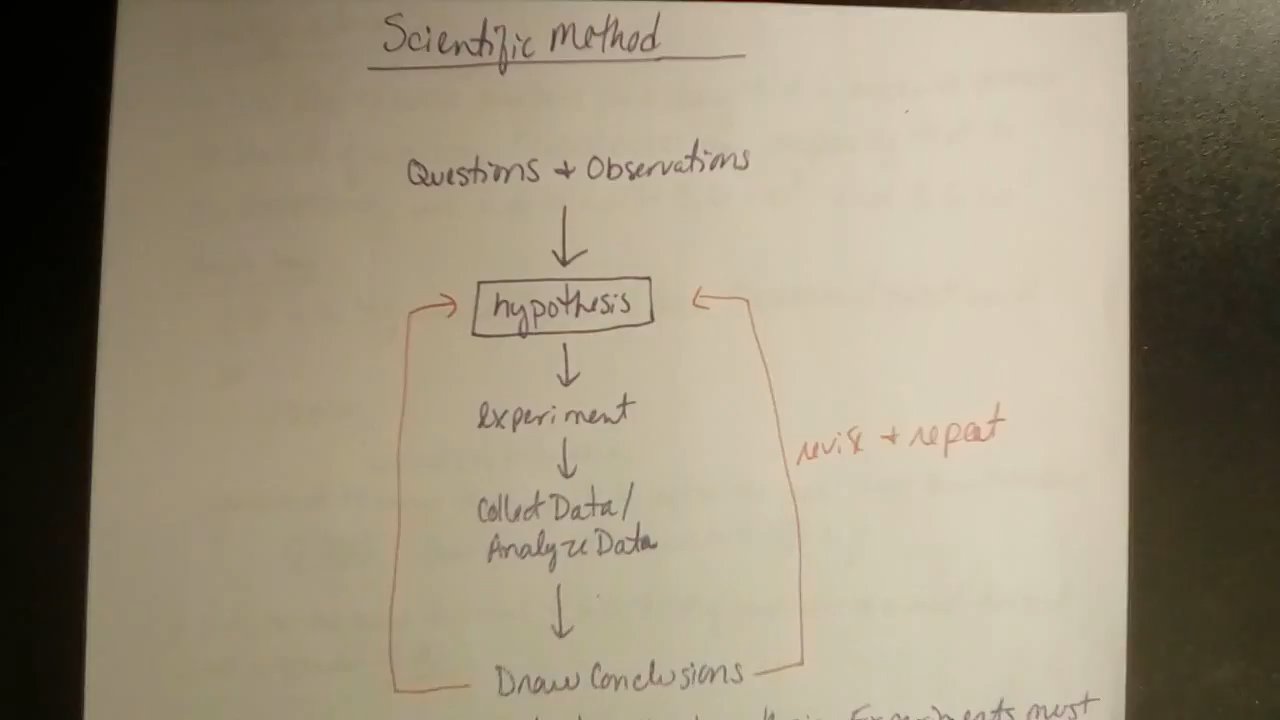 Scientific Method
Questions + Observations
hypothesis
experiment
revise + repeat
Collect Data/
Analyze Data
Draw Conclusions
Experiments must